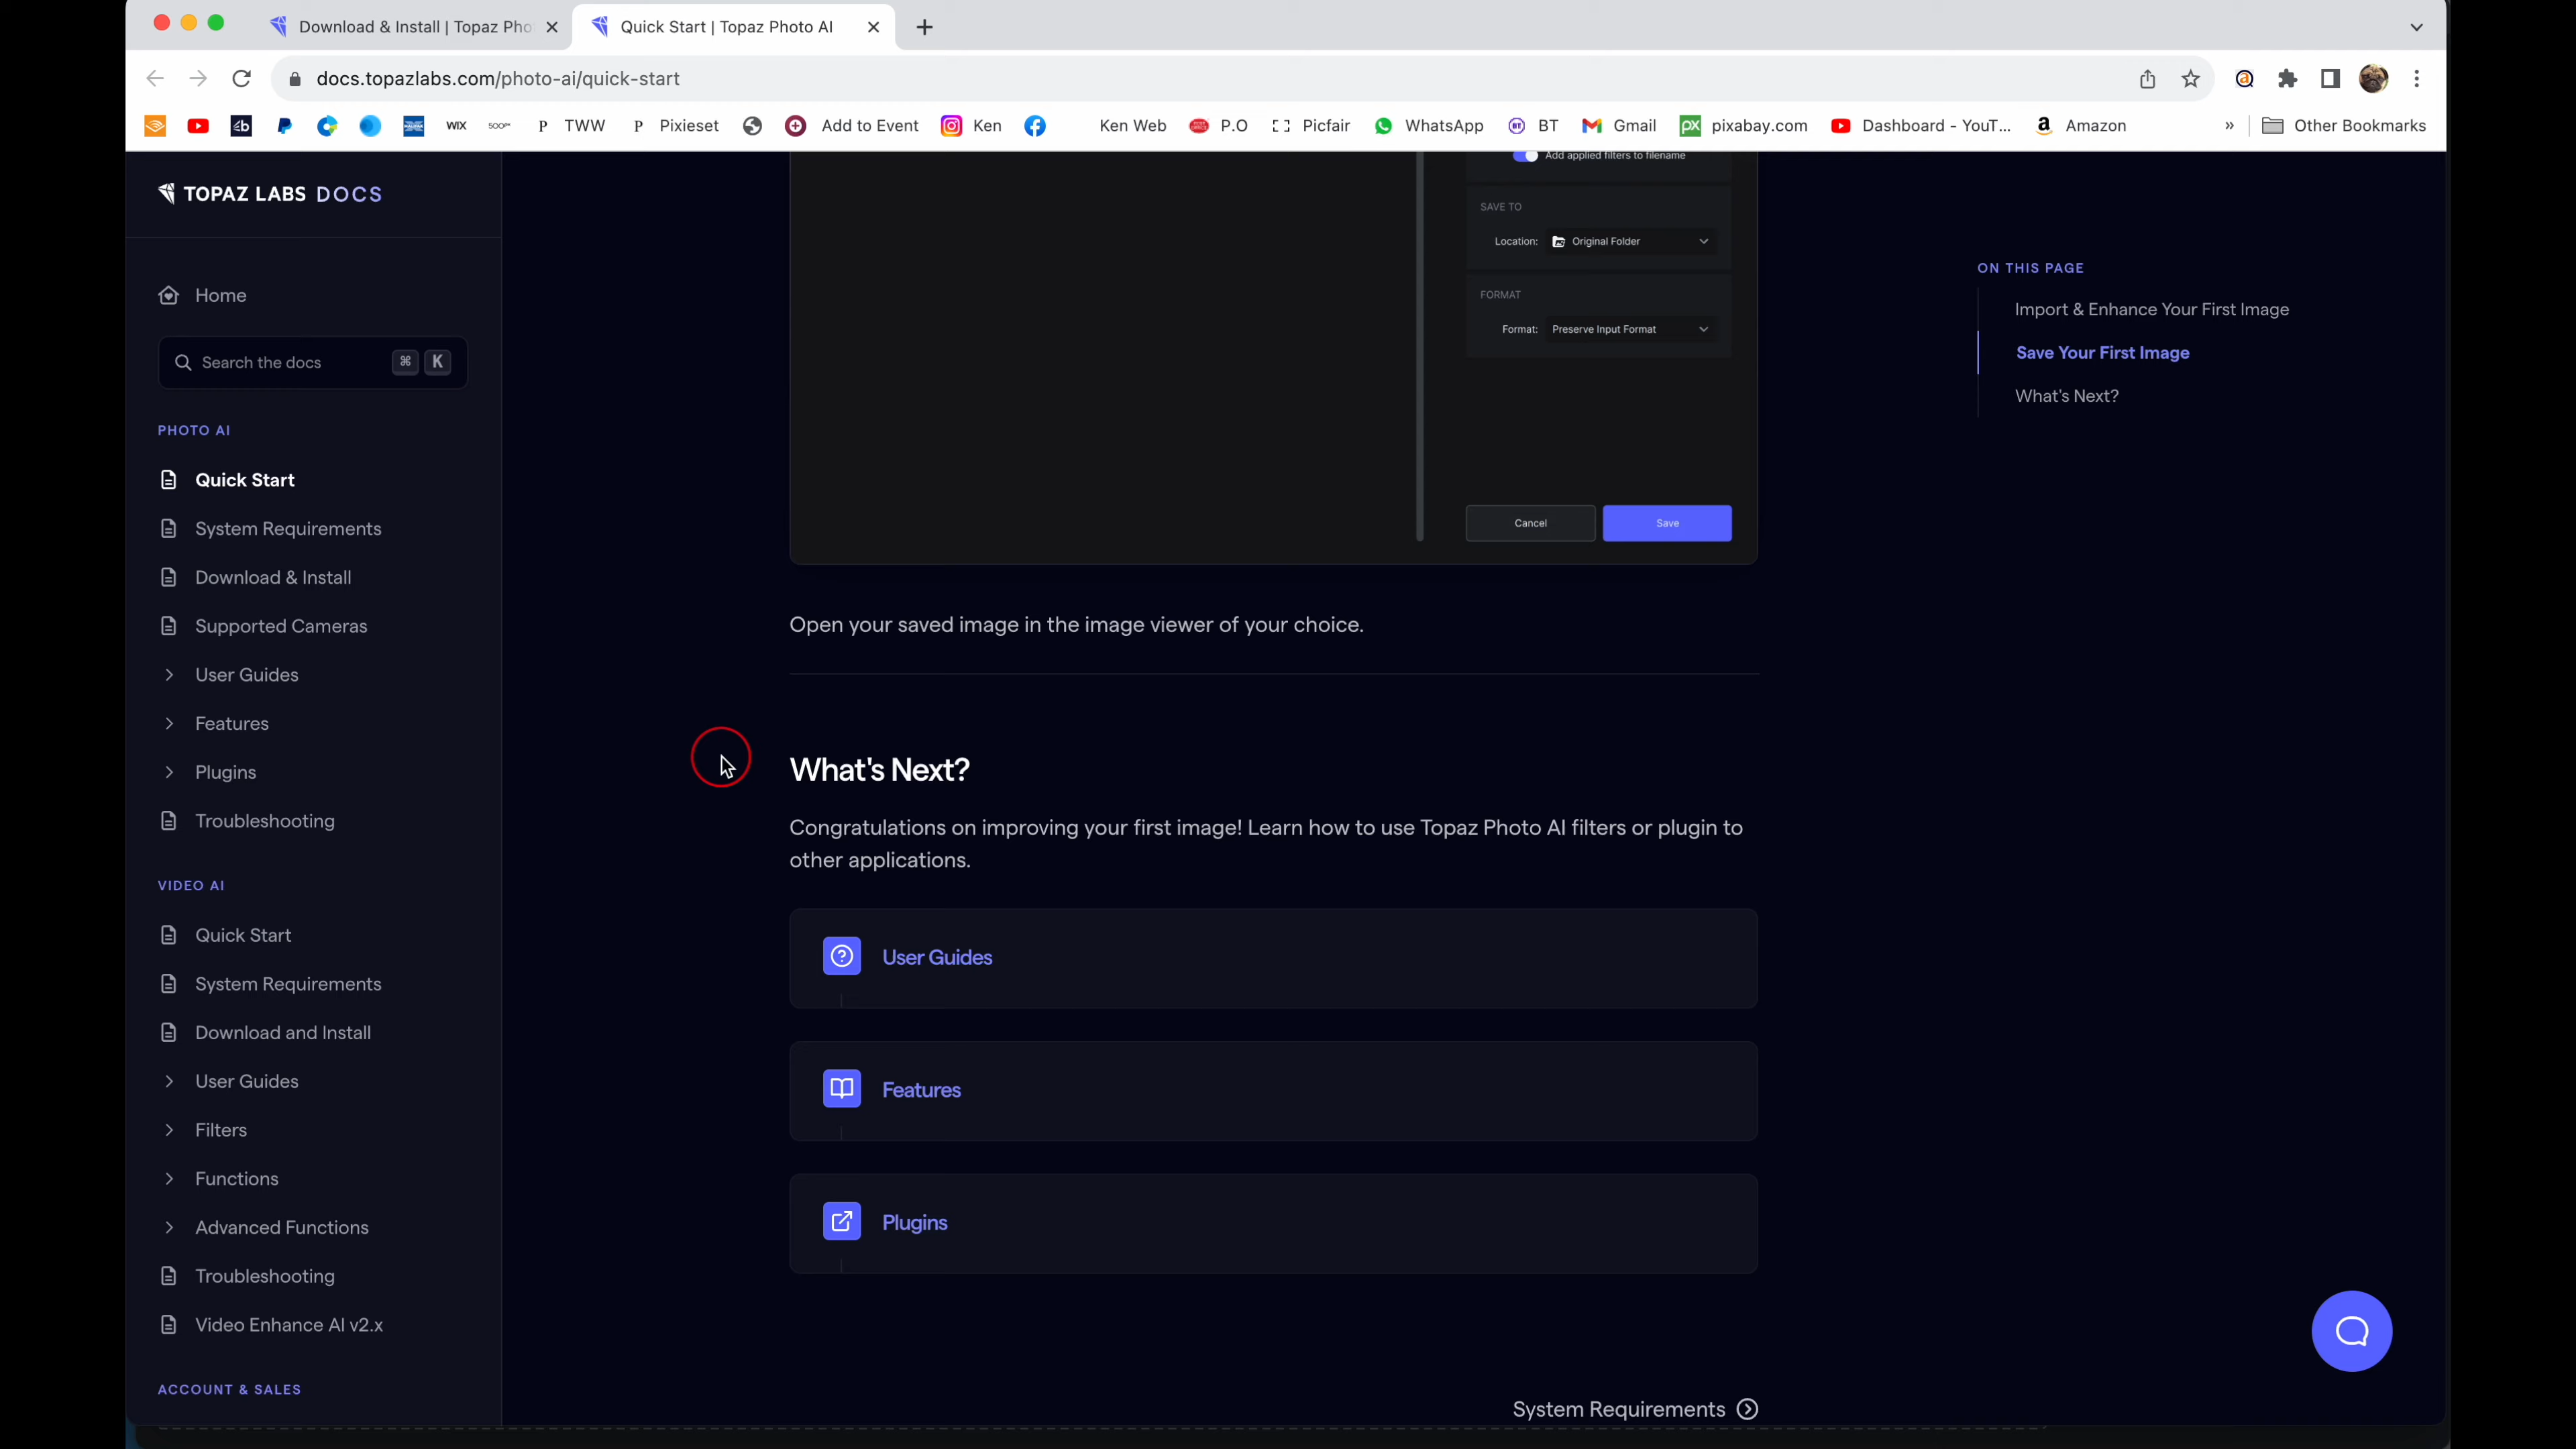 Download & Install | Topaz Pho
Quick Start | Topaz Photo AI
docs.topazlabs.com/photo-ai/quick-start
WIX
500px
P TWW
P Pixieset
Add to Event
Ken
Ken Web
P.O
Picfair
WhatsApp
BT
Gmail
px pixabay.com
Dashboard - YouT...
a Amazon
»
Other Bookmarks
TOPAZ LABS DOCS
Home
Search the docs ⌘ K
PHOTO AI
Quick Start
System Requirements
Download & Install
Supported Cameras
User Guides
Features
Plugins
Troubleshooting
VIDEO AI
Quick Start
System Requirements
Download and Install
User Guides
Filters
Functions
Advanced Functions
Troubleshooting
Video Enhance AI v2.x
ACCOUNT & SALES
Add applied filters to filename
SAVE TO
Location: Original Folder
FORMAT
Format: Preserve Input Format
Cancel Save
Open your saved image in the image viewer of your choice.
What's Next?
Congratulations on improving your first image! Learn how to use Topaz Photo AI filters or plugin to
other applications.
User Guides
Features
Plugins
System Requirements
ON THIS PAGE
Import & Enhance Your First Image
Save Your First Image
What's Next?